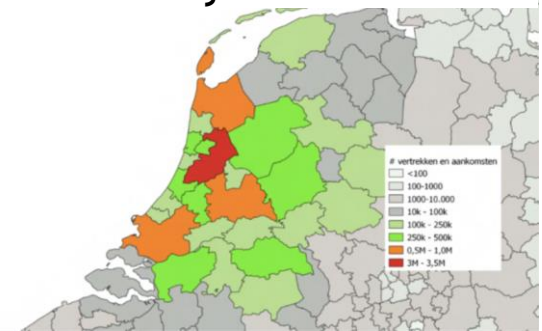 # vertrekken en aankomsten
<100
100-1000
1000-10.000
10k - 100k
100k - 250k
250k - 500k
0,5M - 1,0M
3M - 3,5M